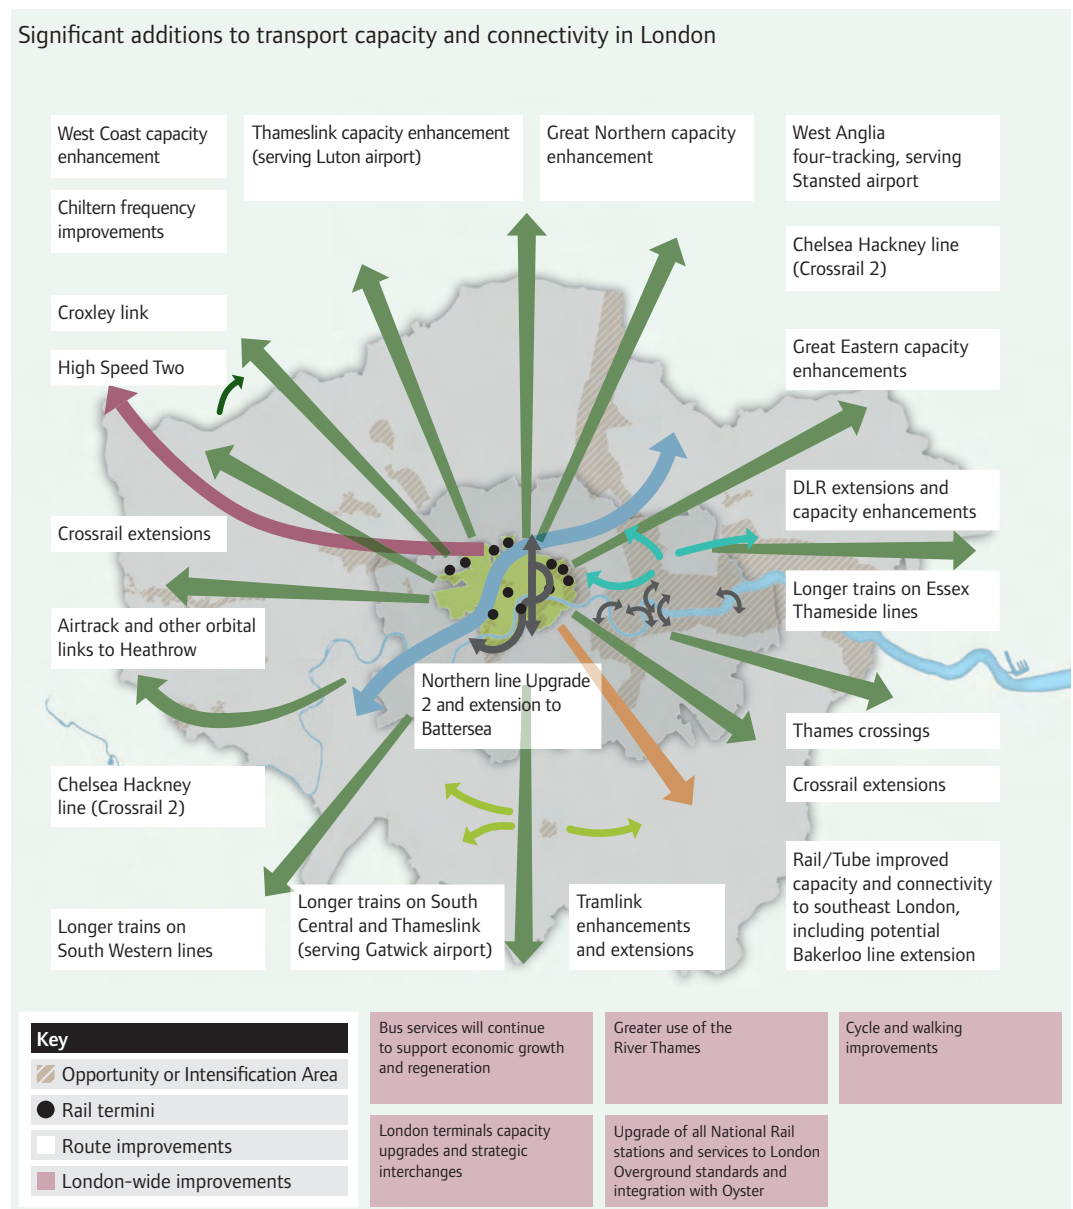 Significant additions to transport capacity and connectivity in London
West Coast capacity
enhancement
Thameslink capacity enhancement
(serving Luton airport)
Great Northern capacity
enhancement
West Anglia
four-tracking, serving
Stansted airport
Chiltern frequency
improvements
Chelsea Hackney line
(Crossrail 2)
Croxley link
High Speed Two
Great Eastern capacity
enhancements
Crossrail extensions
DLR extensions and
capacity enhancements
Longer trains on Essex
Thameside lines
Airtrack and other orbital
links to Heathrow
Northern line Upgrade
2 and extension to
Battersea
Thames crossings
Chelsea Hackney
line (Crossrail 2)
Crossrail extensions
Rail/Tube improved
capacity and connectivity
to southeast London,
including potential
Bakerloo line extension
Longer trains on
South Western lines
Longer trains on South
Central and Thameslink
(serving Gatwick airport)
Tramlink
enhancements
and extensions
Key
Opportunity or Intensification Area
Rail termini
Route improvements
London-wide improvements
Bus services will continue
to support economic growth
and regeneration
Greater use of the
River Thames
Cycle and walking
improvements
London terminals capacity
upgrades and strategic
interchanges
Upgrade of all National Rail
stations and services to London
Overground standards and
integration with Oyster